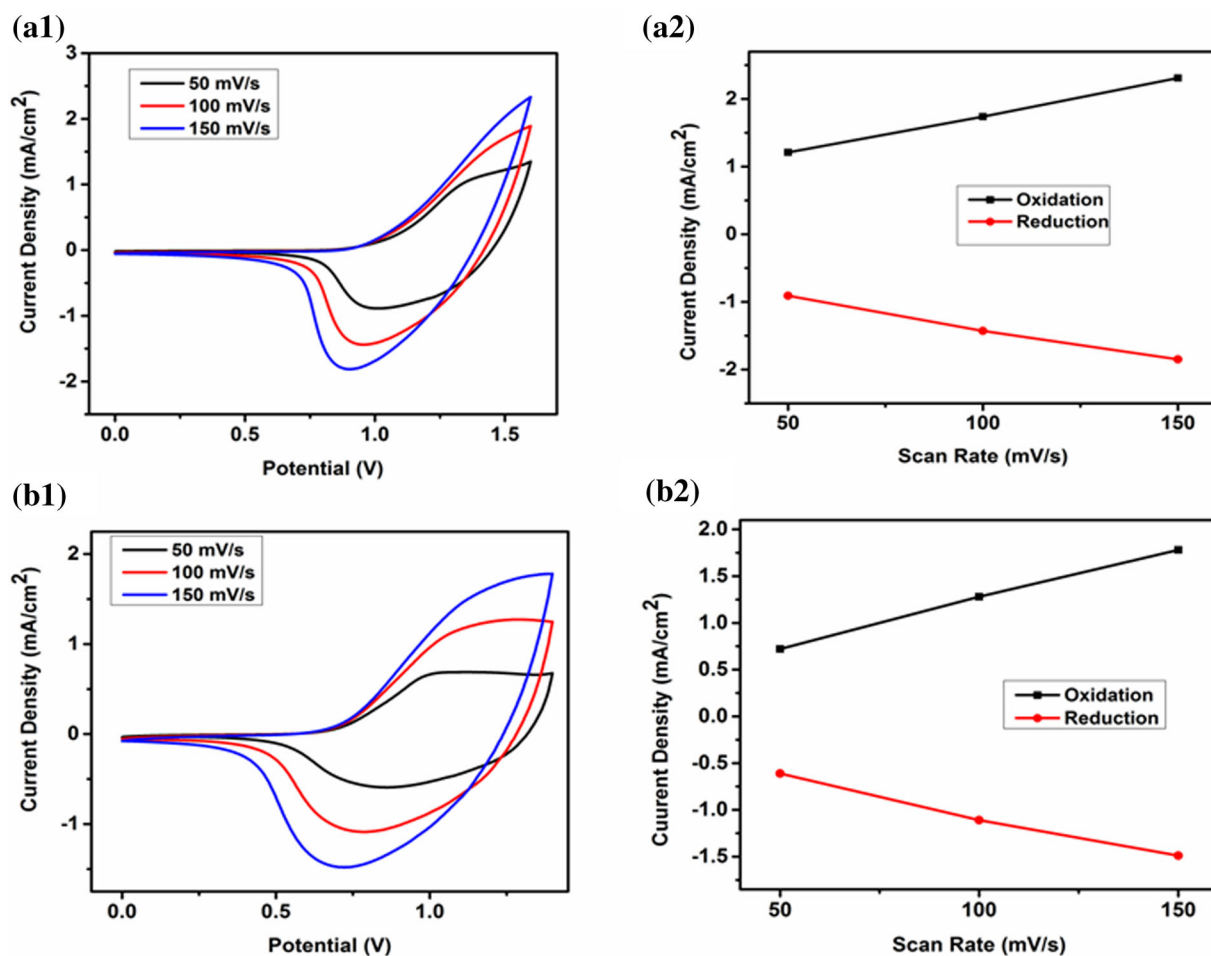 (a1)
3
2
1
0
-1
-2
Current Density (mA/cm2)
50 mV/s
100 mV/s
150 mV/s
0.0
0.5
1.0
1.5
Potential (V)
(a2)
2
1
0
-1
-2
Current Density (mA/cm2)
Oxidation
Reduction
50
100
150
Scan Rate (mV/s)
(b1)
2
1
0
-1
Current Density (mA/cm2)
50 mV/s
100 mV/s
150 mV/s
0.0
0.5
1.0
Potential (V)
(b2)
2.0
1.5
1.0
0.5
0.0
-0.5
-1.0
-1.5
Cuurent Density (mA/cm2)
Oxidation
Reduction
50
100
150
Scan Rate (mV/s)